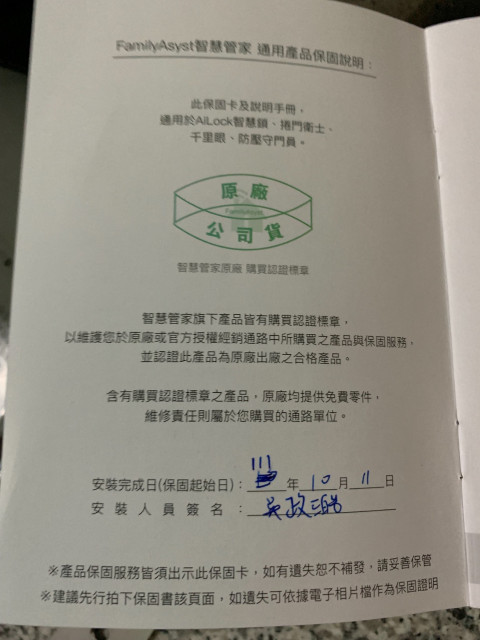 FamilyAsyst智慧管家 通用產品保固說明：
此保固卡及說明手冊，
適用於AiLock智慧鎖、捲門衛士、
千里眼、防壓守門員。
原廠
FamilyAsyst
公司貨
智慧管家原廠 購買認證標章
智慧管家旗下產品皆有購買認證標章，
以維護您於原廠或官方授權經銷通路中所購買之產品與保固服務，
並認證此產品為原廠出廠之合格產品。
含有購買認證標章之產品，原廠均提供免費零件，
維修責任則屬於您購買的通路單位。
安裝完成日(保固起始日)：111年10月11日
安裝人員簽名：吳政
※產品保固服務皆須出示此保固卡，如有遺失恕不補發，請妥善保管
※建議先行拍下保固書該頁面，如遺失可依據電子相片檔作為保固證明